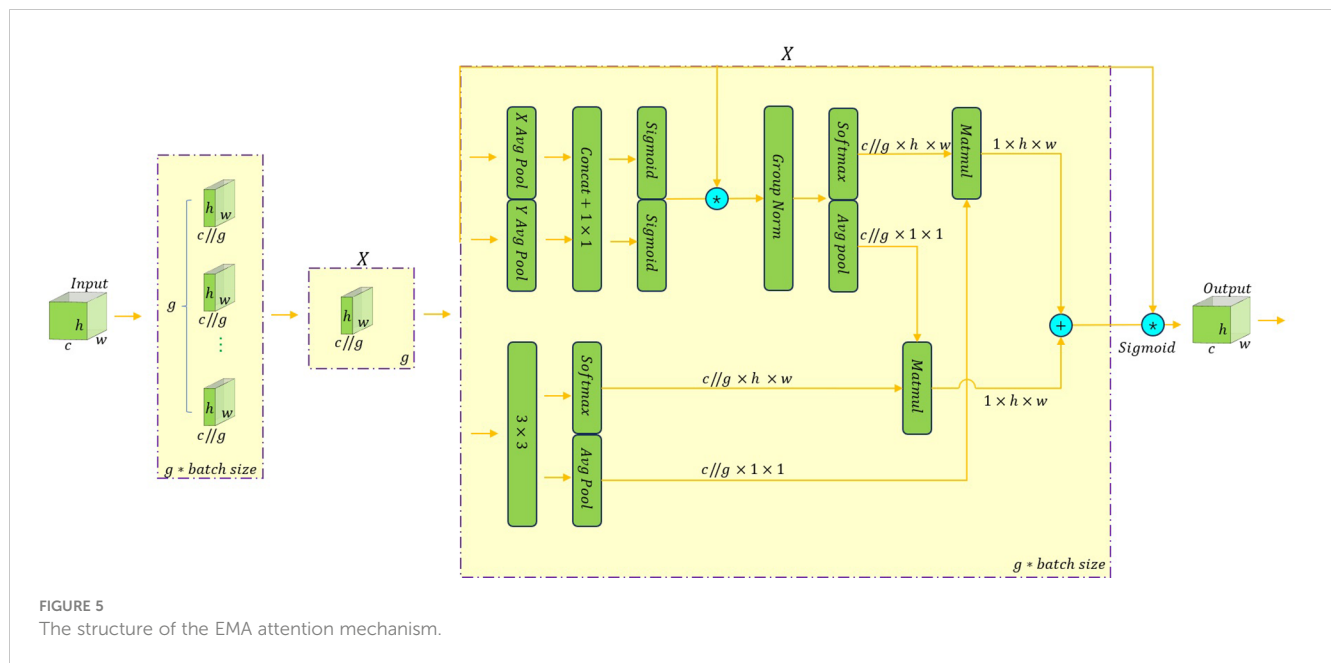 Input
h
c
w
g
h
w
c//g
h
w
c//g
⋮
h
w
c//g
g * batch size
X
h
w
c//g
g
X
X Avg Pool
Y Avg Pool
Concat + 1 × 1
Sigmoid
Sigmoid
*
Group Norm
Softmax
Avg pool
c//g × h × w
c//g × 1 × 1
Matmul
1 × h × w
3 × 3
Softmax
Avg Pool
c//g × h × w
c//g × 1 × 1
Matmul
1 × h × w
+
*
Sigmoid
g * batch size
Output
h
c
w
FIGURE 5
The structure of the EMA attention mechanism.